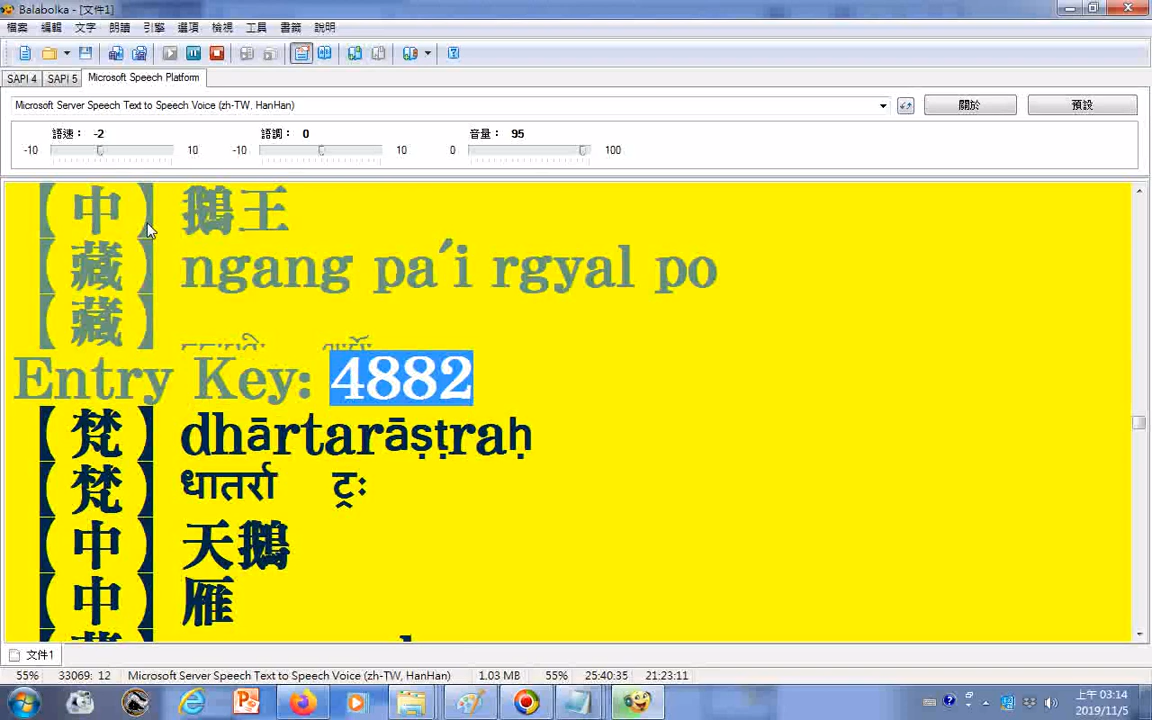 Balabolka - [文件1]
檔案 編輯 文字 朗讀 引擎 選項 檢視 工具 書籤 說明
SAPI 4 SAPI 5 Microsoft Speech Platform
Microsoft Server Speech Text to Speech Voice (zh-TW, HanHan) 關於 預設
語速： -2 語調： 0 音量： 95
-10 10 -10 10 0 100
【中】 鵝王
【藏】 ngang pa'i rgyal po
【藏】
Entry Key: 4882
【梵】 dhārtarāṣṭraḥ
【梵】 धातर्रा ट्रः
【中】 天鵝
【中】 雁
文件1
55% 33069: 12 Microsoft Server Speech Text to Speech Voice (zh-TW, HanHan) 1.03 MB 55% 25:40:35 21:23:11
上午 03:14
2019/11/5